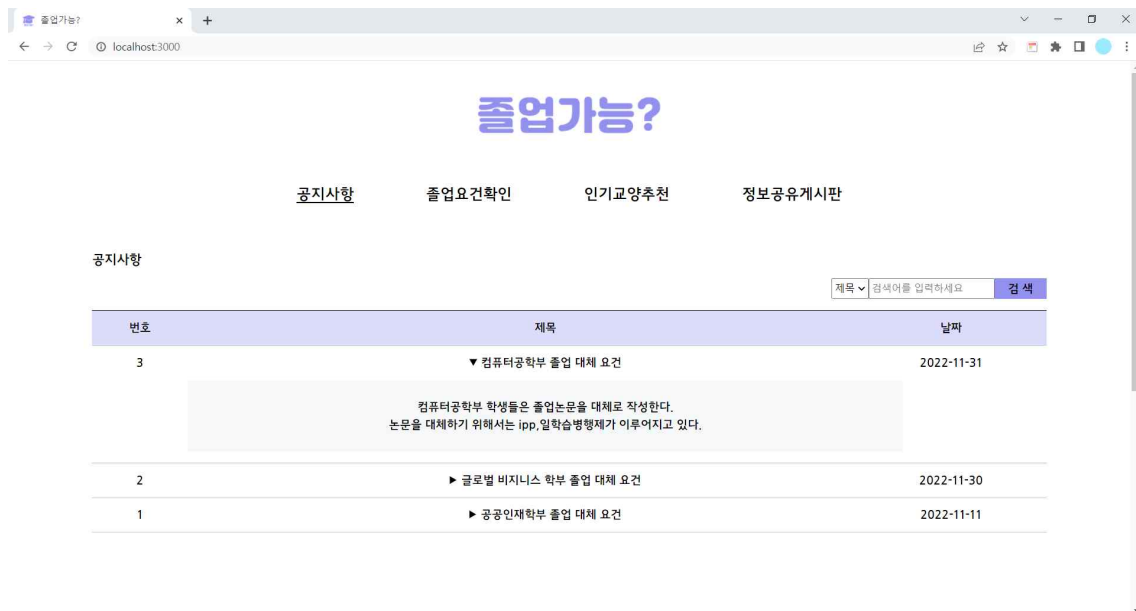 졸업가능?
localhost:3000
졸업가능?
공지사항 졸업요건확인 인기교양추천 정보공유게시판
공지사항
제목 검색어를 입력하세요 검 색
번호 제목 날짜
3 ▼ 컴퓨터공학부 졸업 대체 요건 2022-11-31
컴퓨터공학부 학생들은 졸업논문을 대체로 작성한다.
논문을 대체하기 위해서는 ipp,일학습병행제가 이루어지고 있다.
2 ▶ 글로벌 비지니스 학부 졸업 대체 요건 2022-11-30
1 ▶ 공공인재학부 졸업 대체 요건 2022-11-11